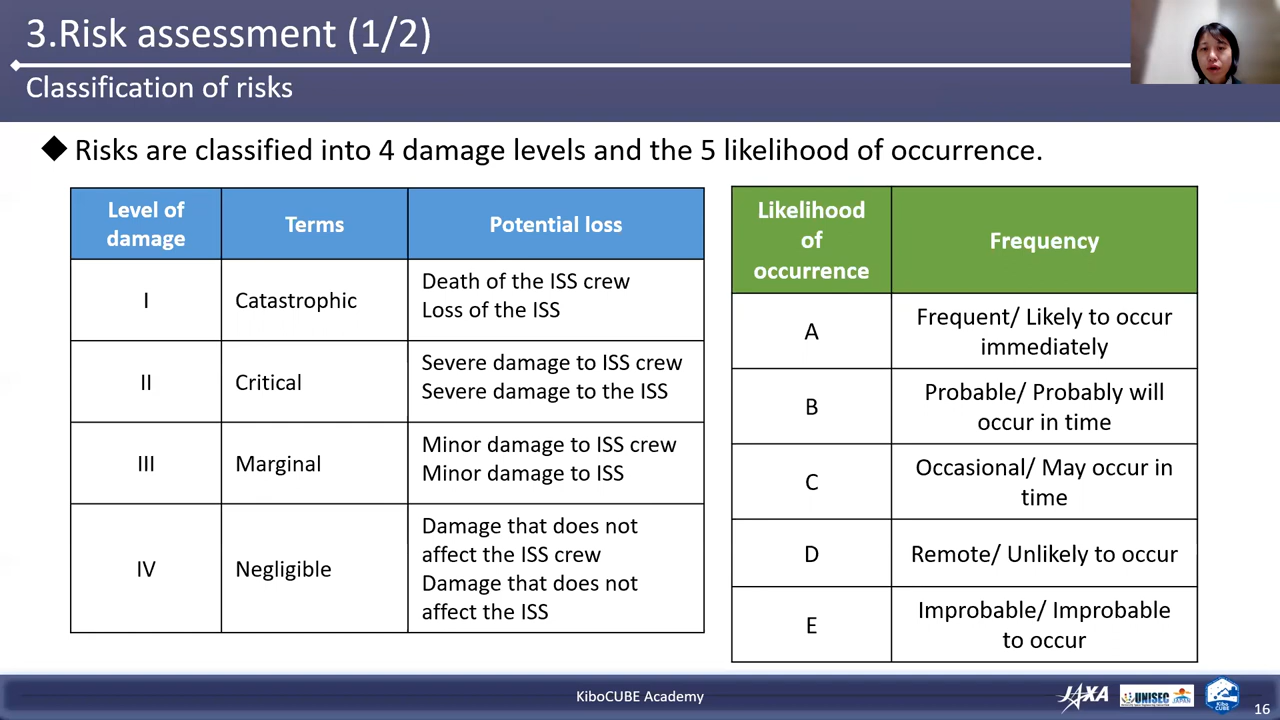 3.Risk assessment (1/2)
Classification of risks
Risks are classified into 4 damage levels and the 5 likelihood of occurrence.
Level of
damage
Terms
Potential loss
I
Catastrophic
Death of the ISS crew
Loss of the ISS
II
Critical
Severe damage to ISS crew
Severe damage to the ISS
III
Marginal
Minor damage to ISS crew
Minor damage to ISS
IV
Negligible
Damage that does not
affect the ISS crew
Damage that does not
affect the ISS
Likelihood
of
occurrence
Frequency
A
Frequent/ Likely to occur
immediately
B
Probable/ Probably will
occur in time
C
Occasional/ May occur in
time
D
Remote/ Unlikely to occur
E
Improbable/ Improbable
to occur
KiboCUBE Academy
JAXA
UNISEC
JAPAN
Kibo
CUBE
16